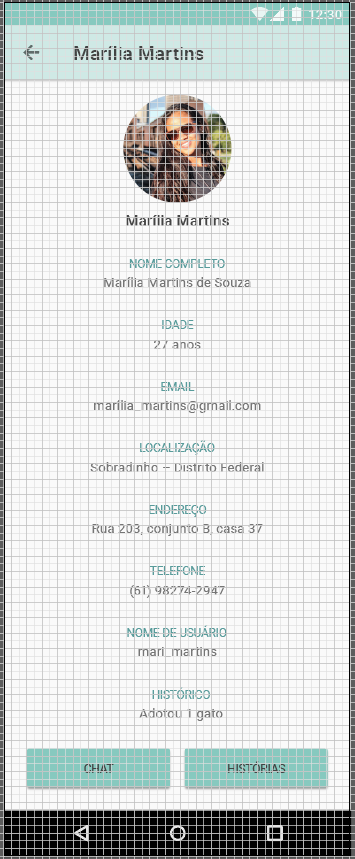 12:30
Marília Martins
Marília Martins
NOME COMPLETO
Marília Martins de Souza
IDADE
27 anos
EMAIL
marilia_martins@gmail.com
LOCALIZAÇÃO
Sobradinho – Distrito Federal
ENDEREÇO
Rua 203, conjunto B, casa 37
TELEFONE
(61) 98274-2947
NOME DE USUÁRIO
mari_martins
HISTÓRICO
Adotou 1 gato
CHAT
HISTÓRIAS